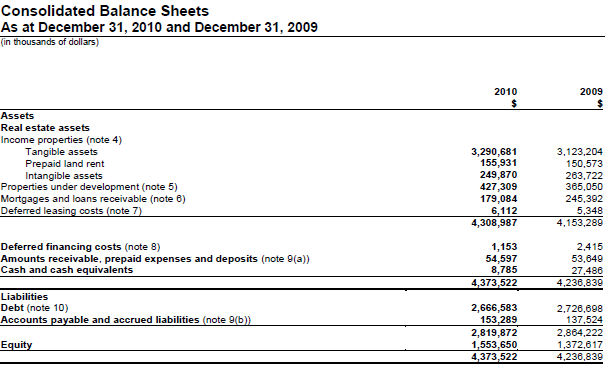 Consolidated Balance Sheets
As at December 31, 2010 and December 31, 2009
(in thousands of dollars)
2010 2009
$ $
Assets
Real estate assets
Income properties (note 4)
Tangible assets 3,290,681 3,123,204
Prepaid land rent 155,931 150,573
Intangible assets 249,870 263,722
Properties under development (note 5) 427,309 365,050
Mortgages and loans receivable (note 6) 179,084 245,392
Deferred leasing costs (note 7) 6,112 5,348
4,308,987 4,153,289
Deferred financing costs (note 8) 1,153 2,415
Amounts receivable, prepaid expenses and deposits (note 9(a)) 54,597 53,649
Cash and cash equivalents 8,785 27,486
4,373,522 4,236,839
Liabilities
Debt (note 10) 2,666,583 2,726,698
Accounts payable and accrued liabilities (note 9(b)) 153,289 137,524
2,819,872 2,864,222
Equity 1,553,650 1,372,617
4,373,522 4,236,839